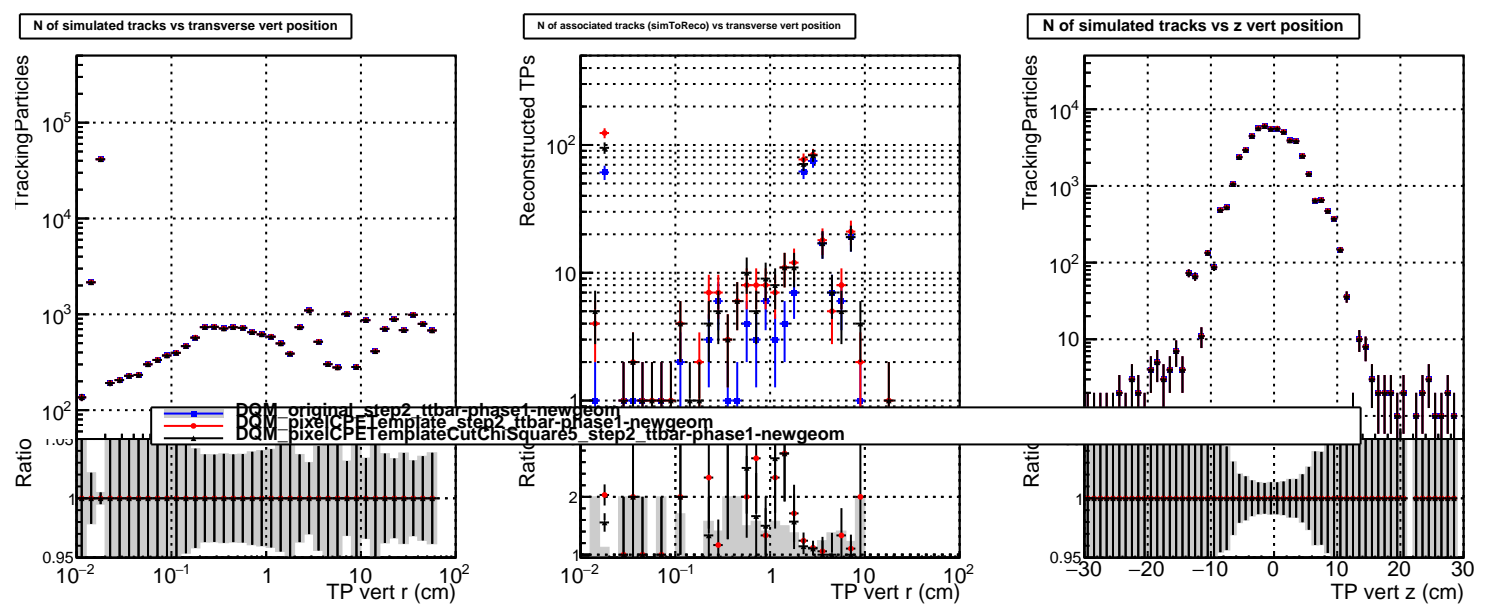 N of simulated tracks vs transverse vert position
TrackingParticles
10^5
10^4
10^3
10^2
Ratio
1
0.95
10^−2 10^−1 1 10 10^2
TP vert r (cm)
N of associated tracks (simToReco) vs transverse vert position
Reconstructed TPs
10^2
10
1
Ratio
2
1
10^−2 10^−1 1 10 10^2
TP vert r (cm)
N of simulated tracks vs z vert position
TrackingParticles
10^4
10^3
10^2
10
Ratio
1
0.95
−30 −20 −10 0 10 20 30
TP vert z (cm)
DQM_original_step2_ttbar-phase1-newgeom
DQM_pixelCPETemplate_step2_ttbar-phase1-newgeom
DQM_pixelCPETemplateCutChiSquare5_step2_ttbar-phase1-newgeom